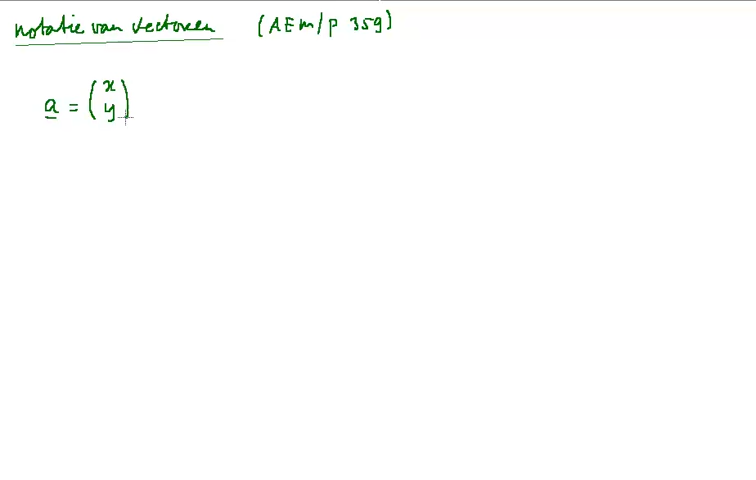 notatie van vectoren (AEM/p 359)
a = (x y)